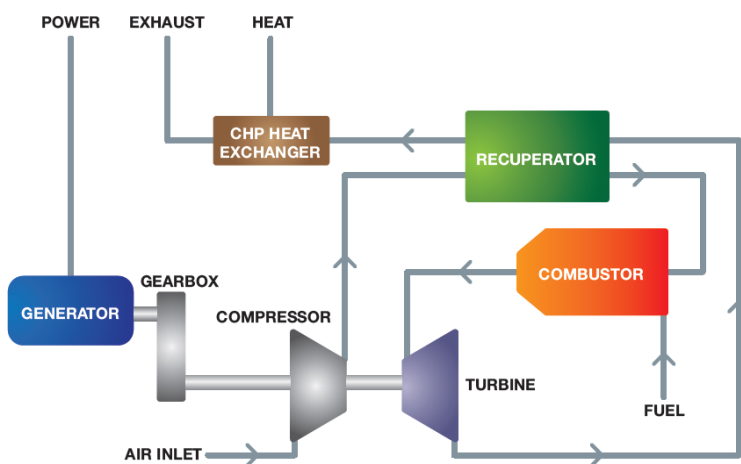 POWER
EXHAUST
HEAT
CHP HEAT
EXCHANGER
RECUPERATOR
COMBUSTOR
GEARBOX
GENERATOR
COMPRESSOR
TURBINE
FUEL
AIR INLET